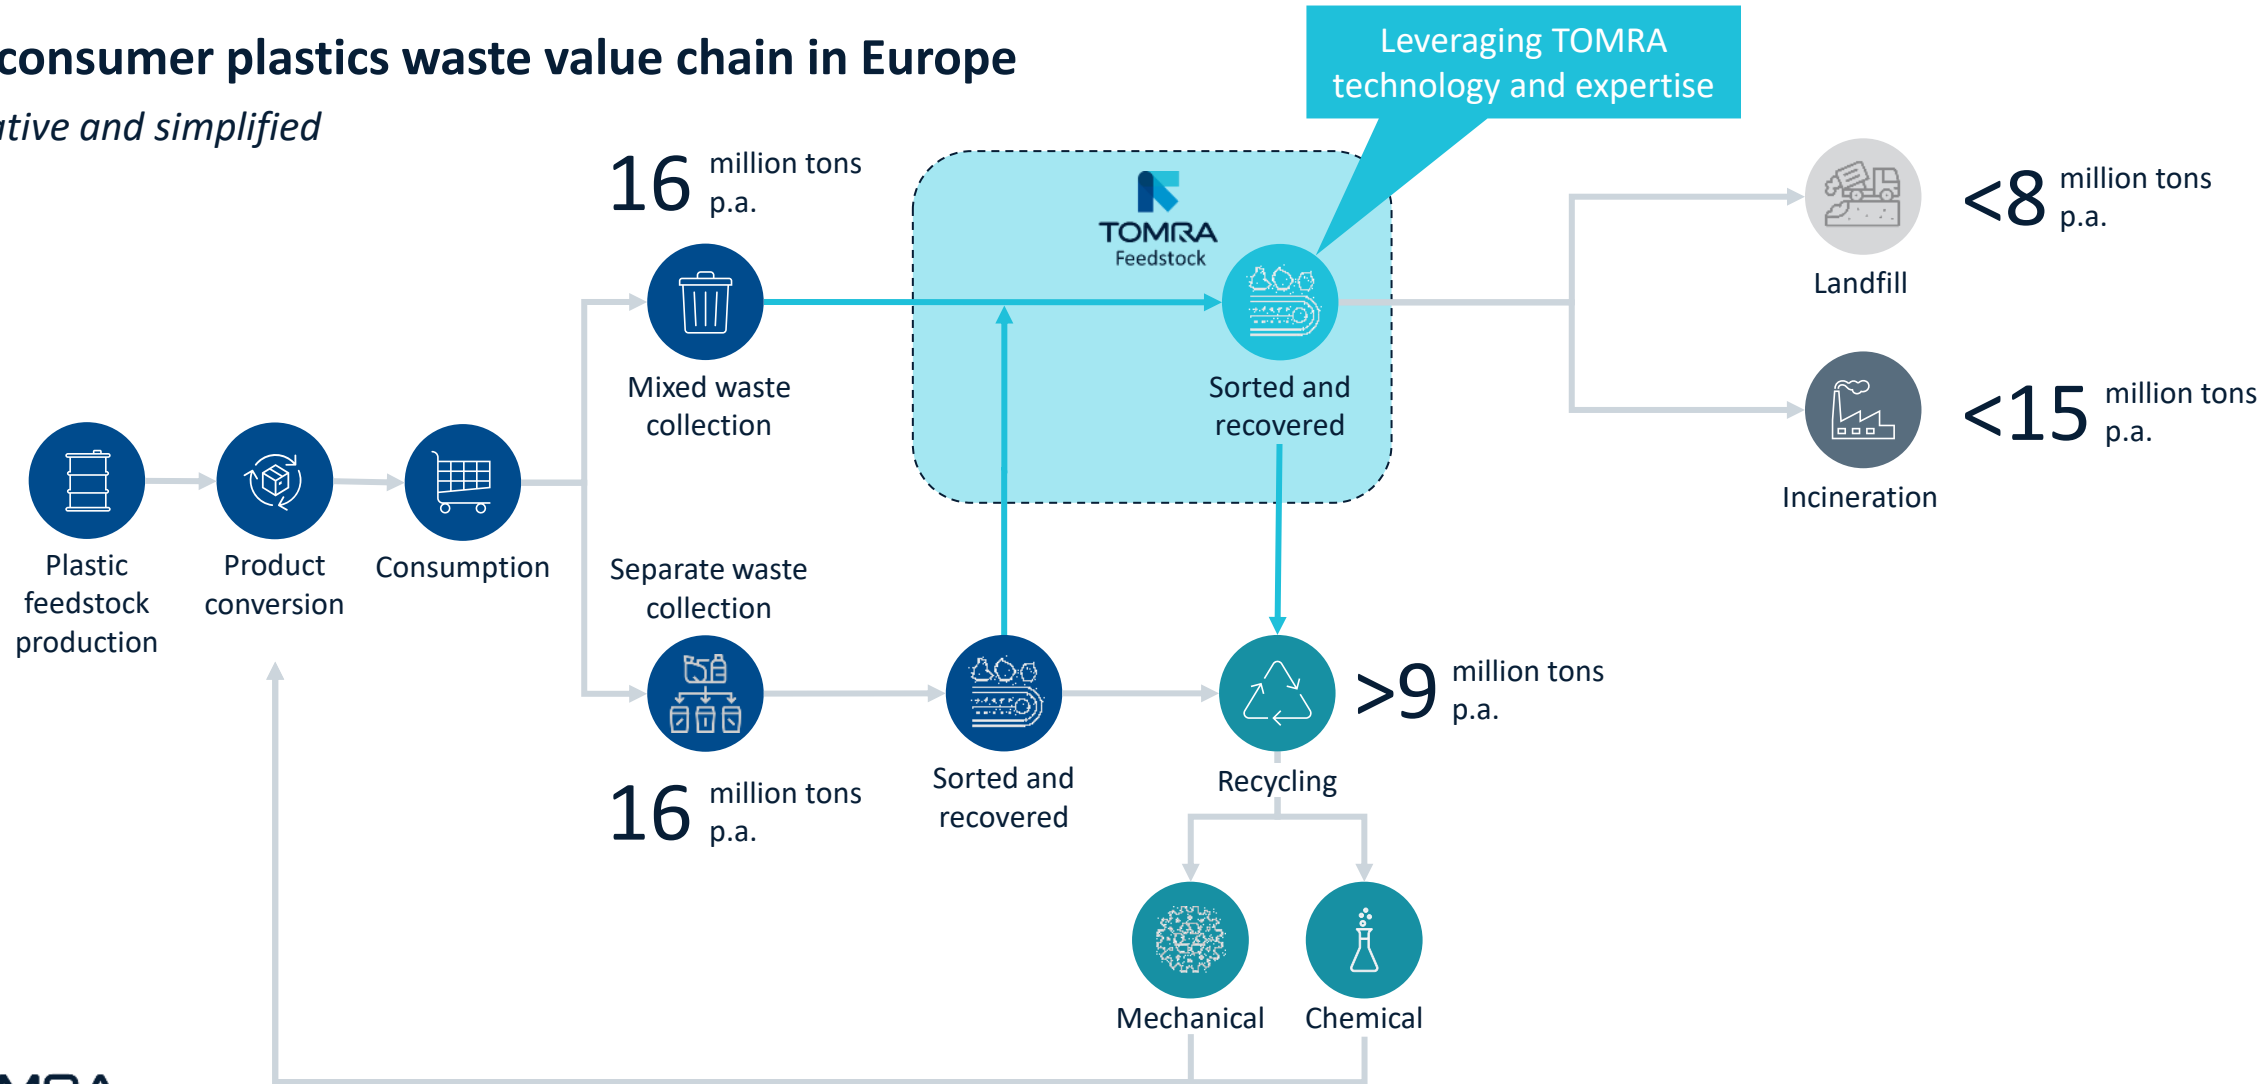 consumer plastics waste value chain in Europe
and simplified
Leveraging TOMRA
technology and expertise
16 million tons
p.a.
TOMRA
Feedstock
<8 million tons
p.a.
Landfill
Mixed waste
collection
Sorted and
recovered
<15 million tons
p.a.
Incineration
Plastic
feedstock
production
Product
conversion
Consumption
Separate waste
collection
16 million tons
p.a.
Sorted and
recovered
Recycling
>9 million tons
p.a.
Mechanical
Chemical